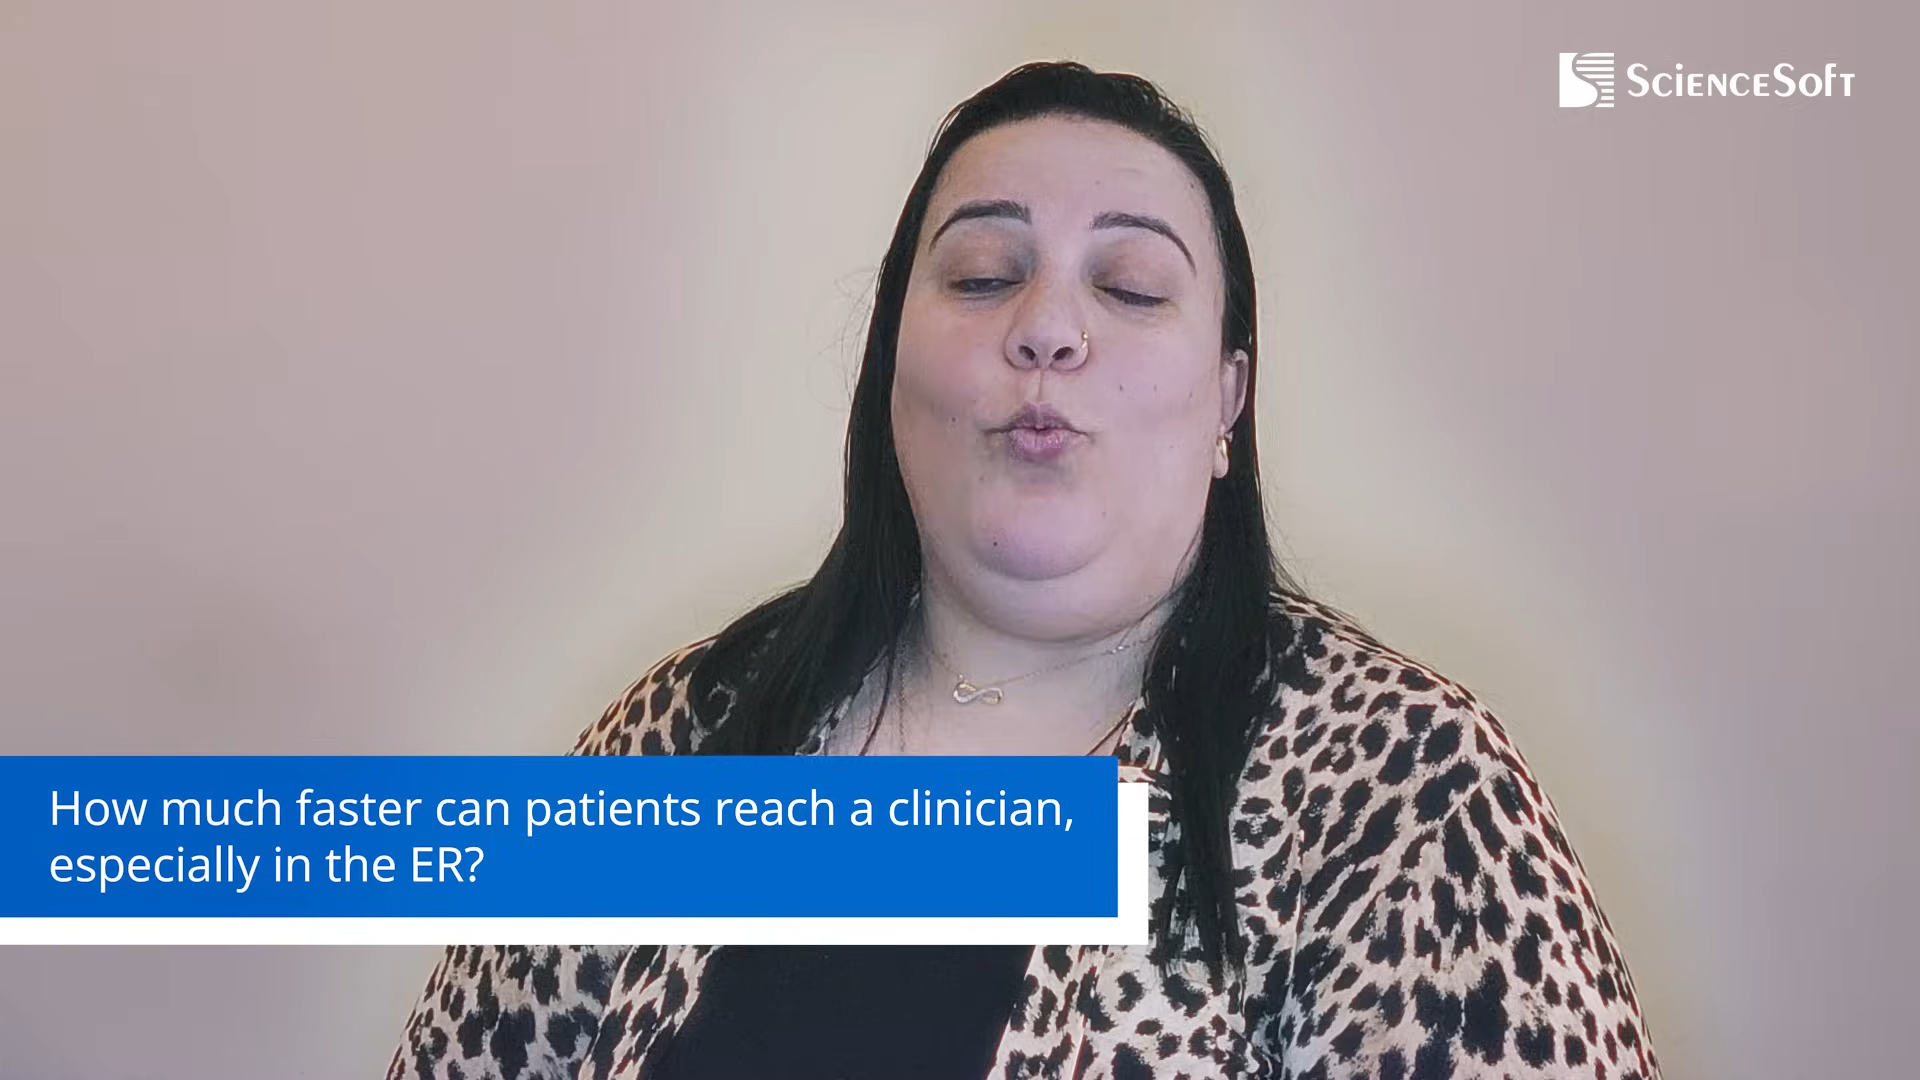 ScienceSoft
How much faster can patients reach a clinician,
especially in the ER?